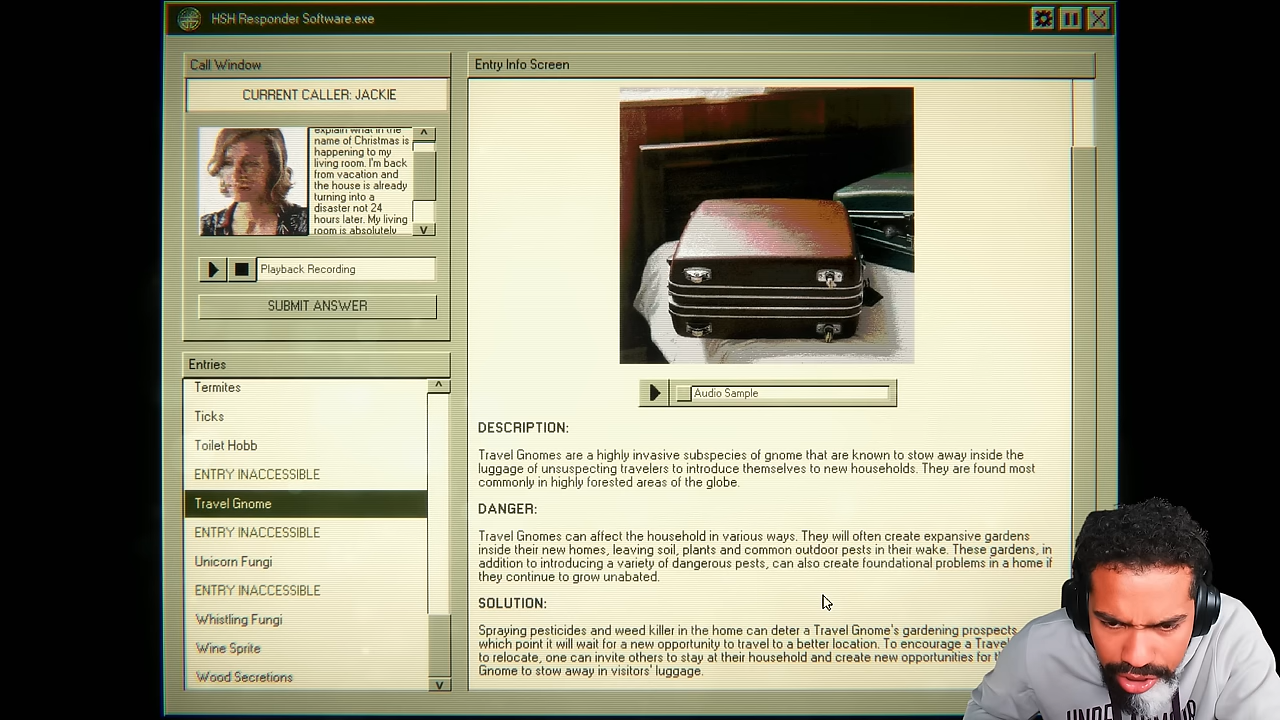 HSH Responder Software.exe
Call Window
CURRENT CALLER: JACKIE
explain what in the
name of Christmas is
happening to my
living room. I'm back
from vacation and
the house is already
turning into a
disaster not 24
hours later. My living
room is absolutely
Playback Recording
SUBMIT ANSWER
Entries
Termites
Ticks
Toilet Hobb
ENTRY INACCESSIBLE
Travel Gnome
ENTRY INACCESSIBLE
Unicorn Fungi
ENTRY INACCESSIBLE
Whistling Fungi
Wine Sprite
Wood Secretions
Entry Info Screen
Audio Sample
DESCRIPTION:
Travel Gnomes are a highly invasive subspecies of gnome that are known to stow away inside the
luggage of unsuspecting travelers to introduce themselves to new households. They are found most
commonly in highly forested areas of the globe.
DANGER:
Travel Gnomes can affect the household in various ways. They will often create expansive gardens
inside their new homes, leaving soil, plants and common outdoor pests in their wake. These gardens, in
addition to introducing a variety of dangerous pests, can also create foundational problems in a home if
they continue to grow unabated.
SOLUTION:
Spraying pesticides and weed killer in the home can deter a Travel Gnome's gardening prospects
which point it will wait for a new opportunity to travel to a better location. To encourage a Travel
to relocate, one can invite others to stay at their household and create new opportunities for
Gnome to stow away in visitors' luggage.